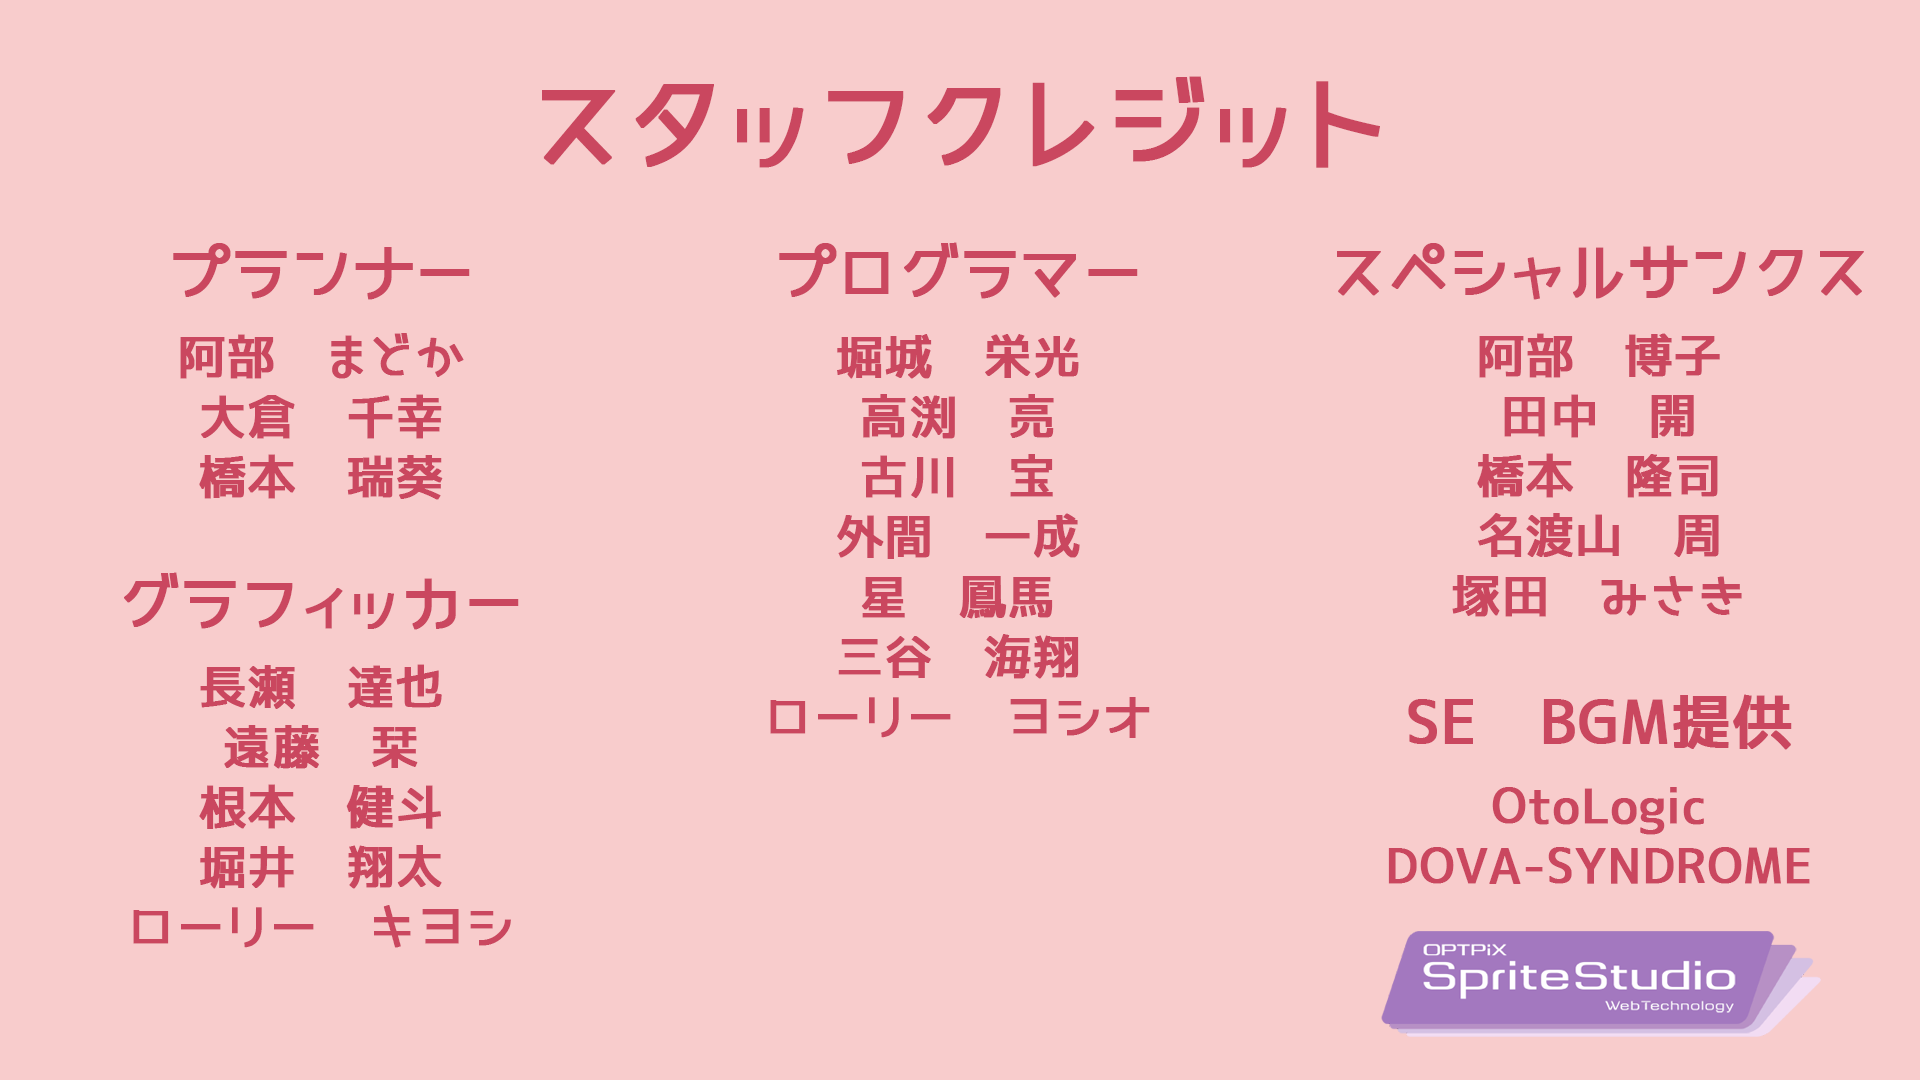 スタッフクレジット
プランナー
阿部　まどか
大倉　千幸
橋本　瑞葵
グラフィッカー
長瀬　達也
遠藤　栞
根本　健斗
堀井　翔太
ローリー　キヨシ
プログラマー
堀城　栄光
高渕　亮
古川　宝
外間　一成
星　鳳馬
三谷　海翔
ローリー　ヨシオ
スペシャルサンクス
阿部　博子
田中　開
橋本　隆司
名渡山　周
塚田　みさき
SE　BGM提供
OtoLogic
DOVA-SYNDROME
OPTPiX
SpriteStudio
WebTechnology